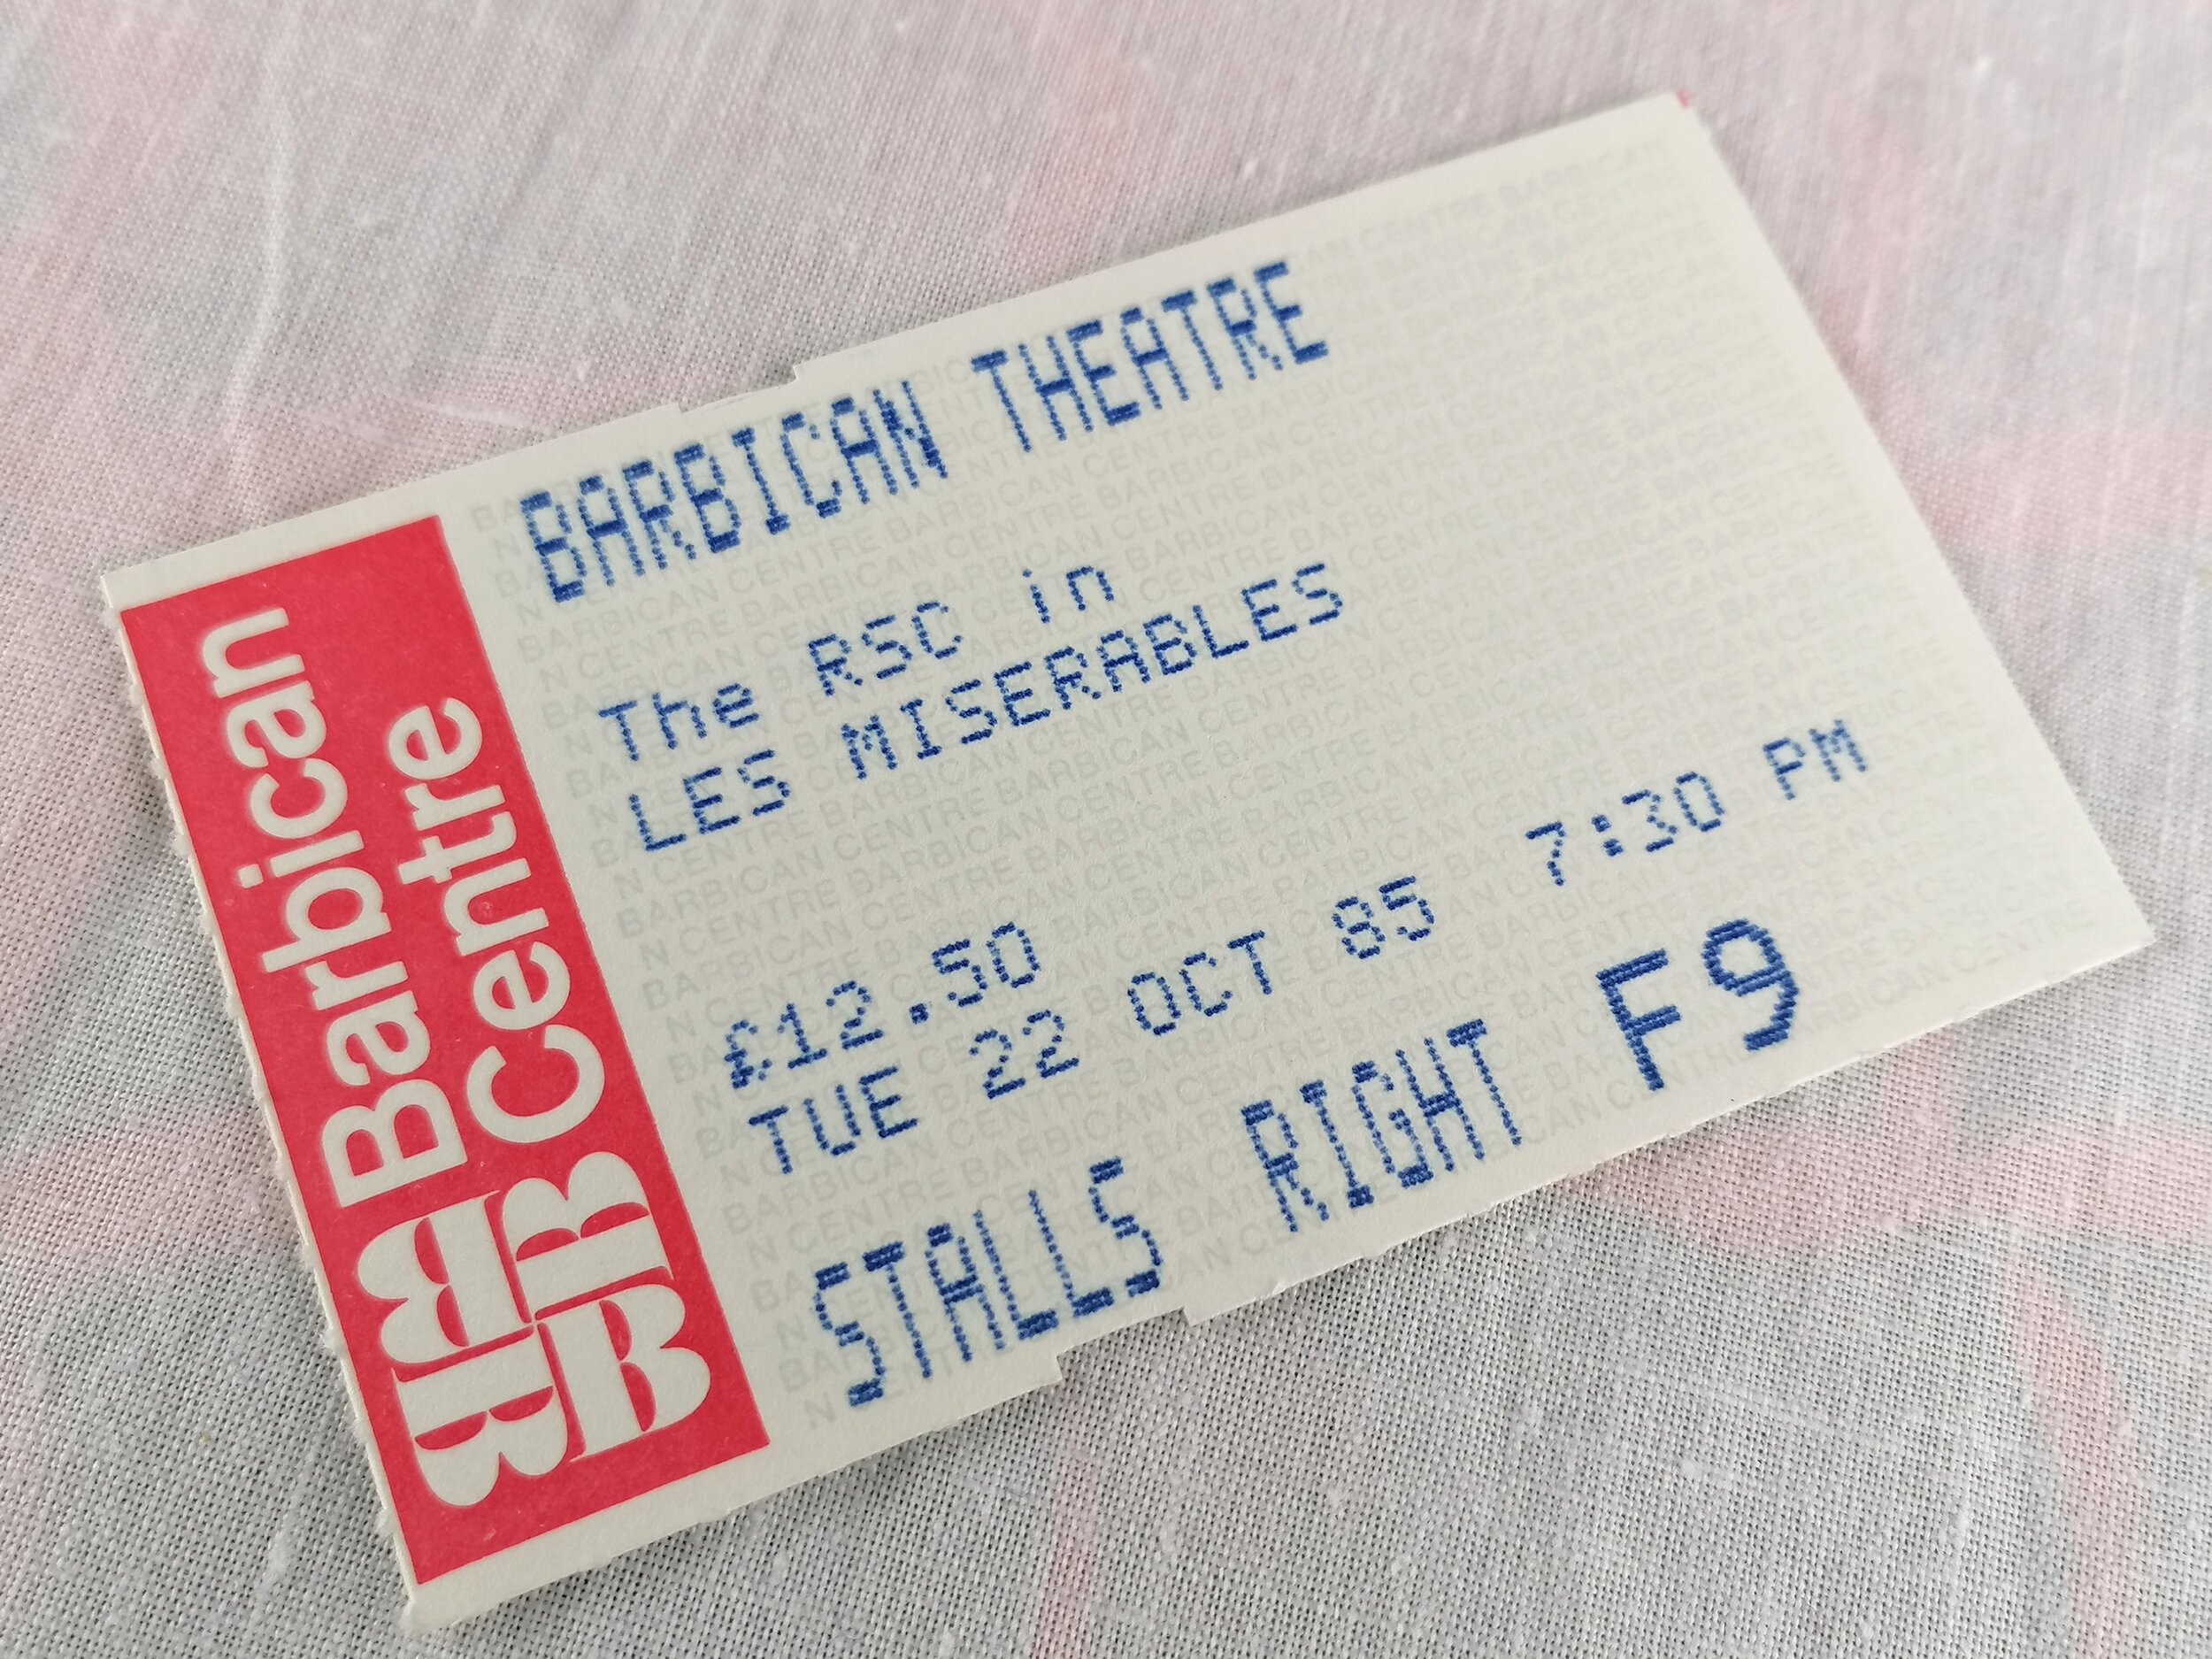 Barbican
Centre
BARBICAN THEATRE
The RSC in
LES MISERABLES
£12.50
TUE 22 OCT 85 7:30 PM
STALLS RIGHT F9